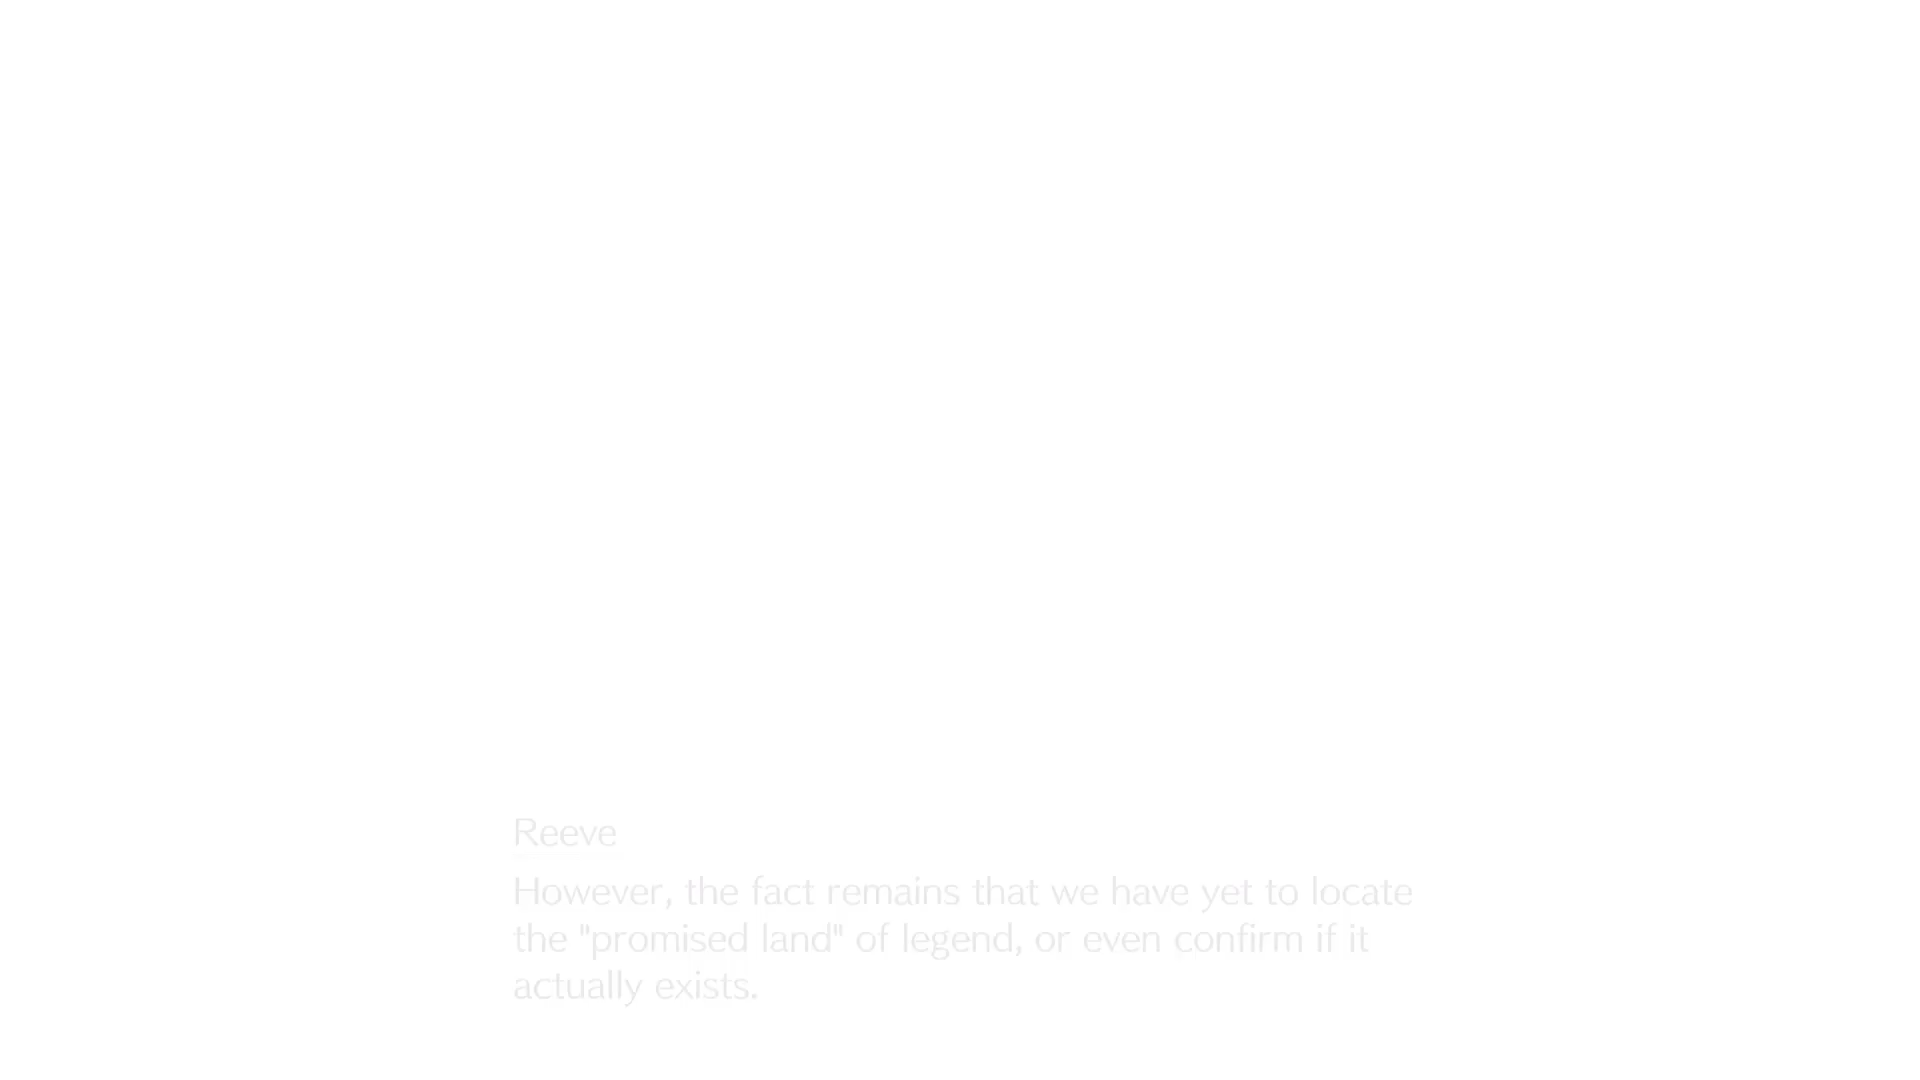 Reeve
However, the fact remains that we have yet to locate
the "promised land" of legend, or even confirm if it
actually exists.